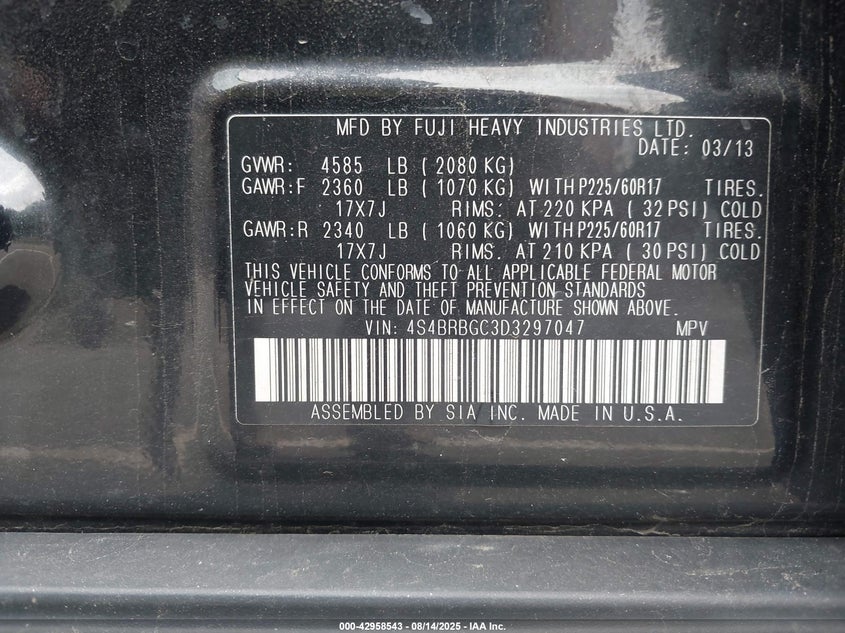 MFD BY FUJI HEAVY INDUSTRIES LTD.
DATE: 03/13
GVWR: 4585 LB ( 2080 KG)
GAWR:F 2360 LB ( 1070 KG) WITH P225/60R17 TIRES.
17X7J RIMS: AT 220 KPA ( 32 PSI) COLD
GAWR:R 2340 LB ( 1060 KG) WITH P225/60R17 TIRES.
17X7J RIMS. AT 210 KPA ( 30 PSI) COLD
THIS VEHICLE CONFORMS TO ALL APPLICABLE FEDERAL MOTOR
VEHICLE SAFETY AND THEFT PREVENTION STANDARDS
IN EFFECT ON THE DATE OF MANUFACTURE SHOWN ABOVE.
VIN: 4S4BRBGC3D3297047 MPV
ASSEMBLED BY SIA INC. MADE IN U.S.A.
000-42958543 - 08/14/2025 - IAA Inc.